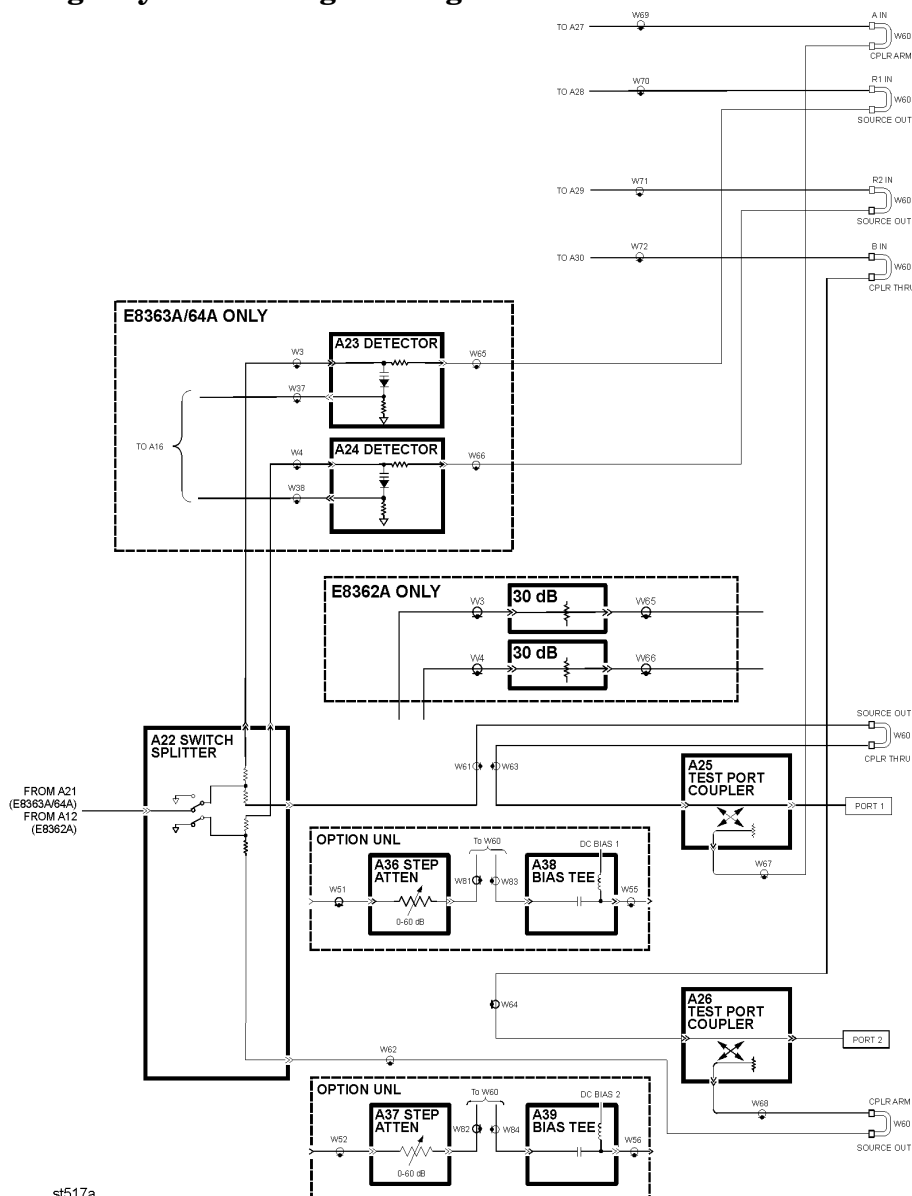 W69
A IN
TO A27
W60
CPLR ARM
W70
R1 IN
TO A28
W60
SOURCE OUT
W71
R2 IN
TO A29
W60
SOURCE OUT
W72
B IN
TO A30
W60
CPLR THRU
E8363A/64A ONLY
A23 DETECTOR
W3
W65
W37
TO A16
A24 DETECTOR
W4
W66
W38
E8362A ONLY
30 dB
W3
W65
30 dB
W4
W66
SOURCE OUT
W60
CPLR THRU
A22 SWITCH
SPLITTER
W61
W63
A25
TEST PORT
COUPLER
FROM A21
(E8363A/64A)
FROM A12
(E8362A)
PORT 1
OPTION UNL
To W60
DC BIAS 1
W67
A36 STEP
ATTEN
A38
BIAS TEE
W51
W81
W83
W55
0-60 dB
W64
A26
TEST PORT
COUPLER
PORT 2
W62
OPTION UNL
To W60
DC BIAS 2
W68
CPLR ARM
W60
SOURCE OUT
A37 STEP
ATTEN
A39
BIAS TEE
W52
W82
W84
W56
0-60 dB